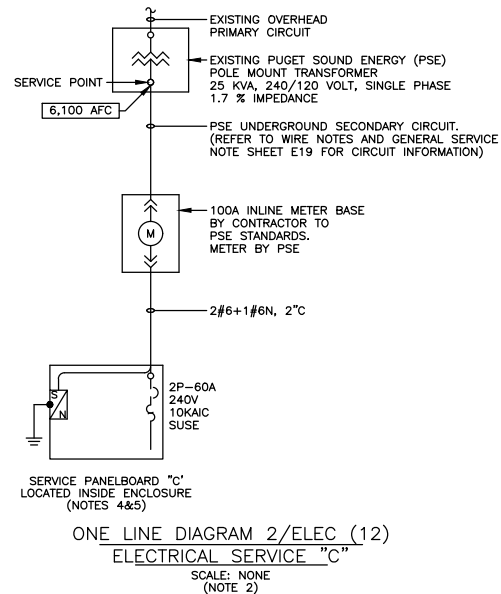 EXISTING OVERHEAD
PRIMARY CIRCUIT
EXISTING PUGET SOUND ENERGY (PSE)
POLE MOUNT TRANSFORMER
25 KVA, 240/120 VOLT, SINGLE PHASE
1.7 % IMPEDANCE
SERVICE POINT
6,100 AFC
PSE UNDERGROUND SECONDARY CIRCUIT.
(REFER TO WIRE NOTES AND GENERAL SERVICE
NOTE SHEET E19 FOR CIRCUIT INFORMATION)
100A INLINE METER BASE
BY CONTRACTOR TO
PSE STANDARDS.
METER BY PSE
M
2#6+1#6N, 2"C
2P-60A
240V
10KAIC
SUSE
S
N
SERVICE PANELBOARD "C'
LOCATED INSIDE ENCLOSURE
(NOTES 4&5)
ONE LINE DIAGRAM 2/ELEC (12)
ELECTRICAL SERVICE "C"
SCALE: NONE
(NOTE 2)